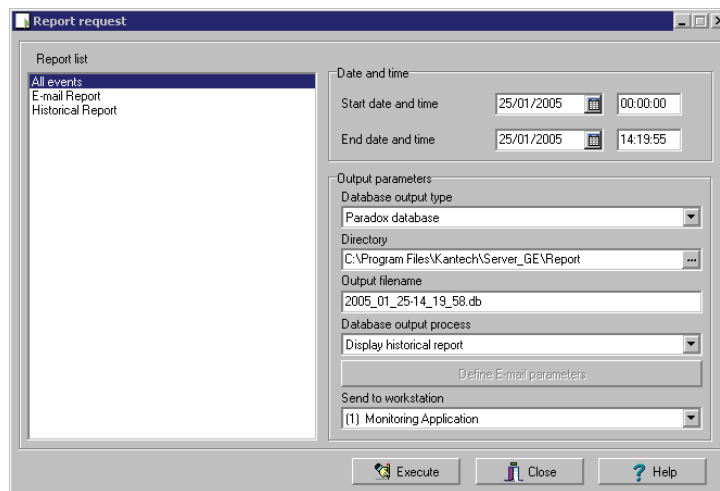 Report request
Report list
All events
E-mail Report
Historical Report
Date and time
Start date and time 25/01/2005 00:00:00
End date and time 25/01/2005 14:19:55
Output parameters
Database output type
Paradox database
Directory
C:\Program Files\Kantech\Server_GE\Report ...
Output filename
2005_01_25-14_19_58.db
Database output process
Display historical report
Define E-mail parameters
Send to workstation
(1) Monitoring Application
Execute Close ? Help